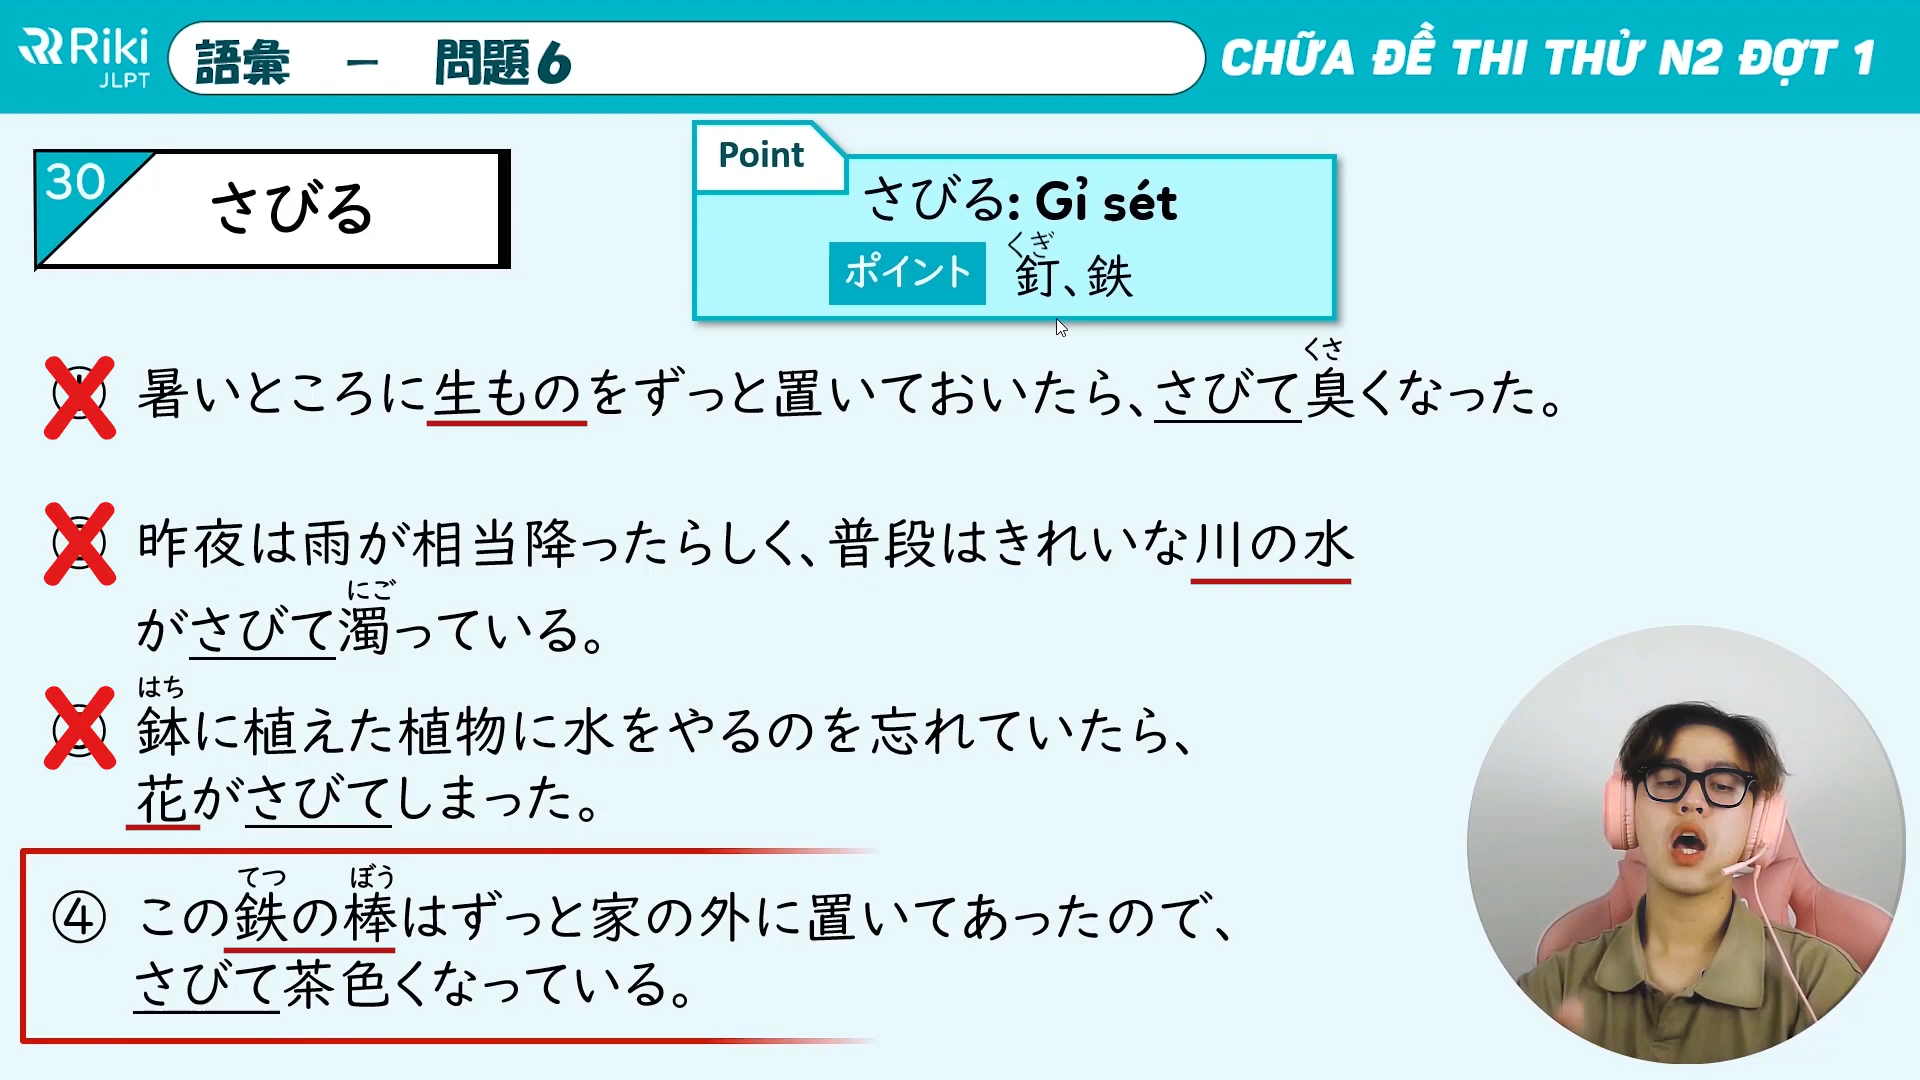 Riki
JLPT
語彙 － 問題6
CHỮA ĐỀ THI THỬ N2 ĐỢT 1
30
さびる
Point
さびる: Gỉ sét
くぎ
ポイント 釘、鉄
くさ
暑いところに生ものをずっと置いておいたら、さびて臭くなった。
昨夜は雨が相当降ったらしく、普段はきれいな川の水
にご
がさびて濁っている。
はち
鉢に植えた植物に水をやるのを忘れていたら、
花がさびてしまった。
てつ ぼう
④ この鉄の棒はずっと家の外に置いてあったので、
さびて茶色くなっている。